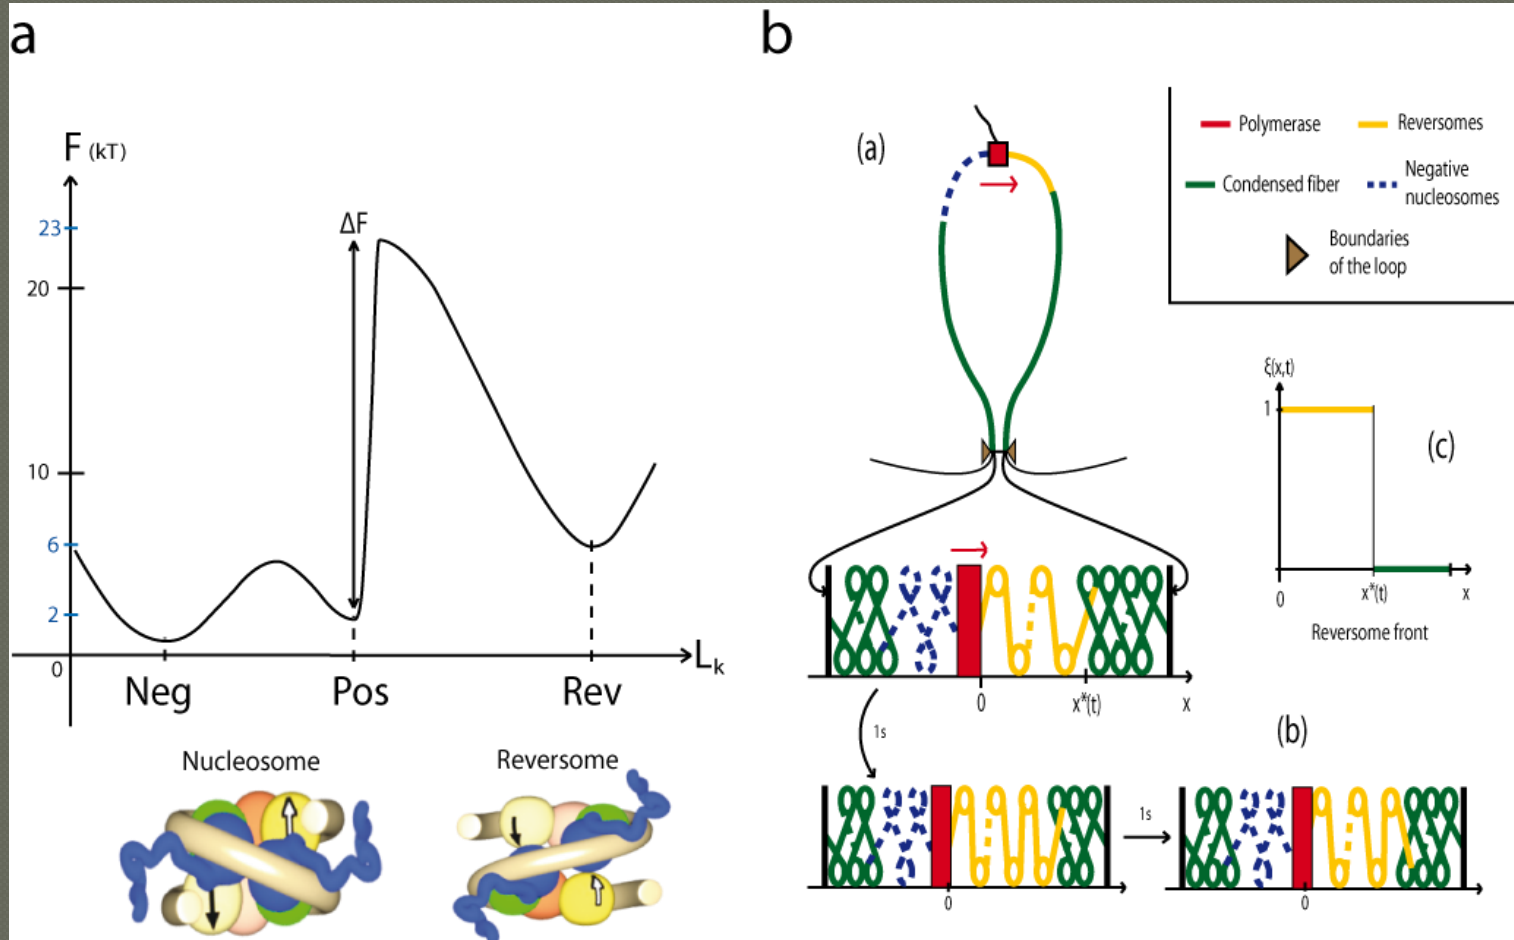 a
F (kT)
23
ΔF
20
10
6
2
0
Lk
Neg
Pos
Rev
Nucleosome
Reversome
b
(a)
Polymerase
Reversomes
Condensed fiber
Negative
nucleosomes
Boundaries
of the loop
ξ(x,t)
1
(c)
0
x*(t)
x
Reversome front
0
x*(t)
x
1s
(b)
1s
0
0